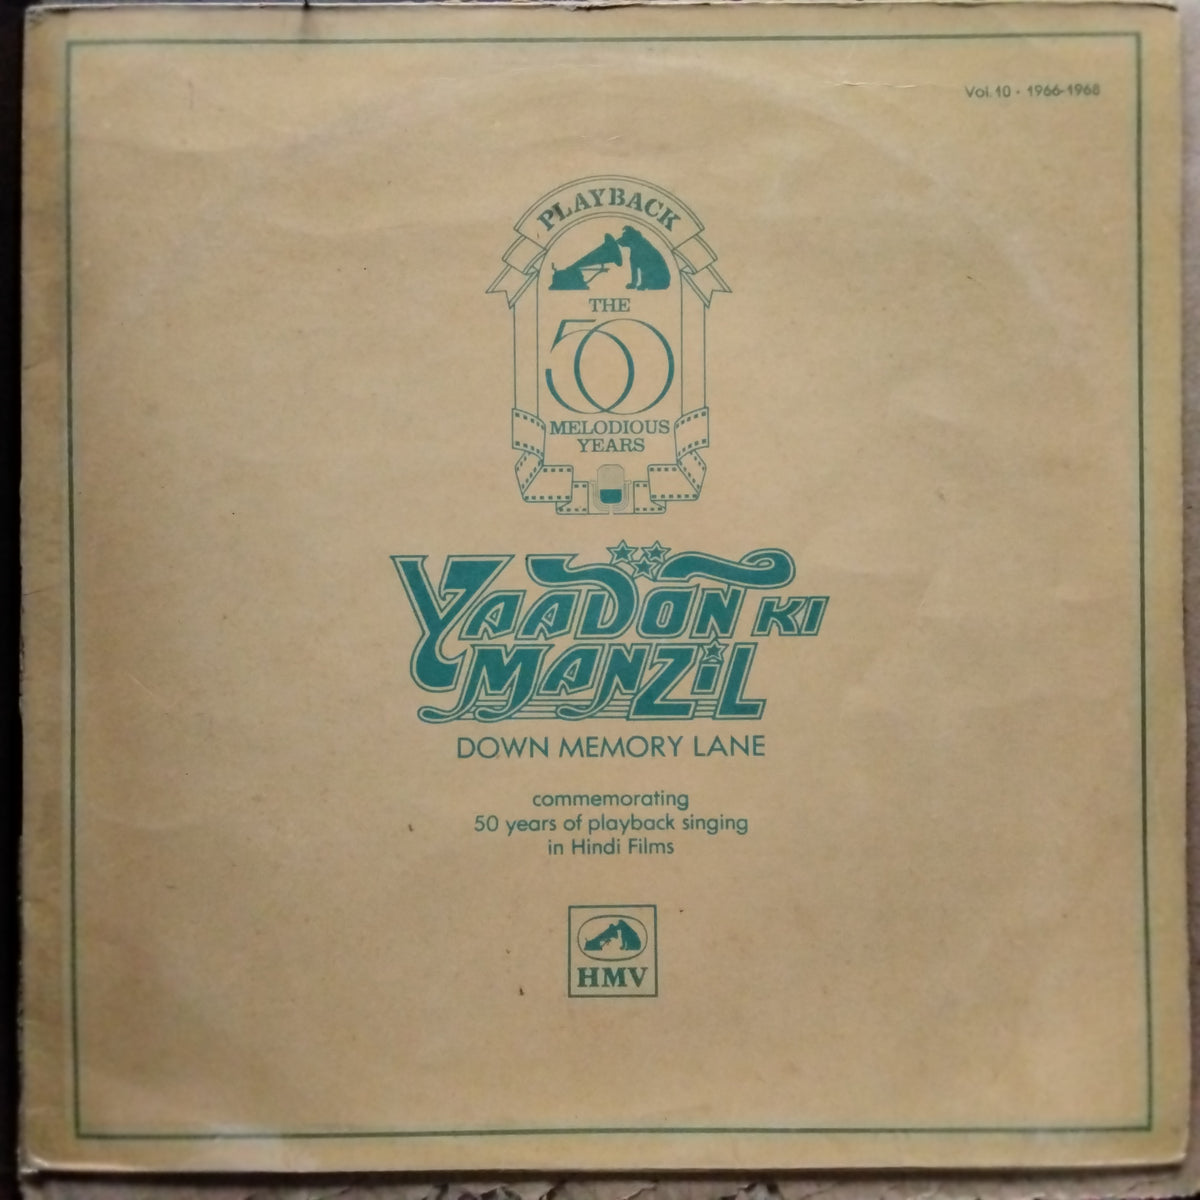 Vol. 10 • 1966-1968
PLAYBACK
THE
50
MELODIOUS
YEARS
YAADON KI
MANZiL
DOWN MEMORY LANE
commemorating
50 years of playback singing
in Hindi Films
HMV